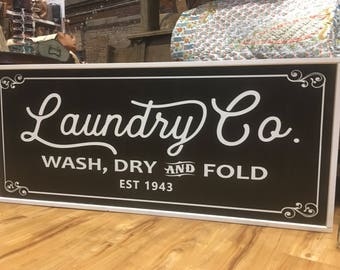 Laundry Co.
WASH, DRY AND FOLD
EST 1943